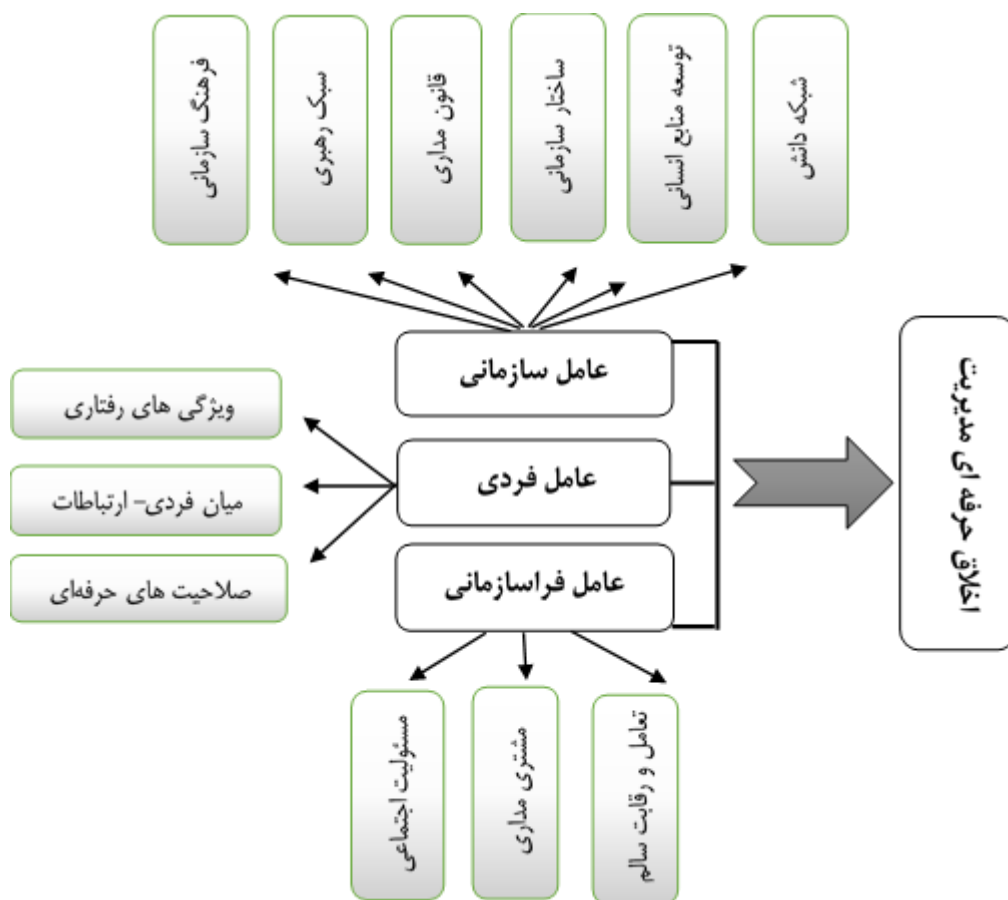 شبکه دانش
توسعه منابع انسانی
ساختار سازمانی
قانون مداری
سبک رهبری
فرهنگ سازمانی
عامل سازمانی
عامل فردی
عامل فراسازمانی
اخلاق حرفه ای مدیریت
ویژگی های رفتاری
میان فردی- ارتباطات
صلاحیت های حرفه‌ای
تعامل و رقابت سالم
مشتری مداری
مسئولیت اجتماعی